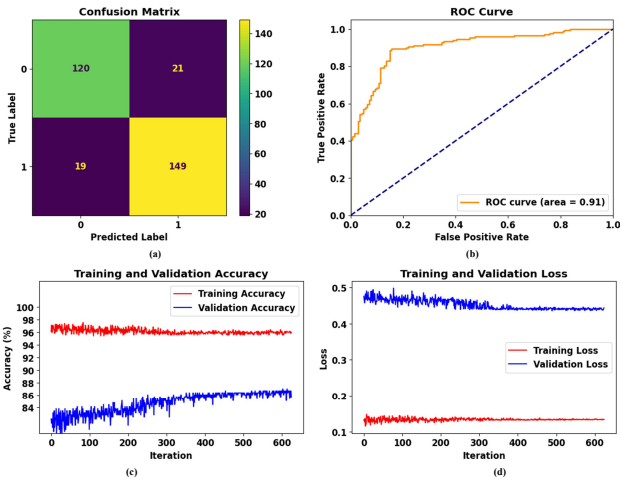 Confusion Matrix
0
1
True Label
120
21
19
149
0
1
Predicted Label
140
120
100
80
60
40
20
(a)
ROC Curve
1.0
0.8
0.6
0.4
0.2
0.0
True Positive Rate
0.0
0.2
0.4
0.6
0.8
1.0
False Positive Rate
ROC curve (area = 0.91)
(b)
Training and Validation Accuracy
100
98
96
94
92
90
88
86
84
Accuracy (%)
Training Accuracy
Validation Accuracy
0
100
200
300
400
500
600
Iteration
(c)
Training and Validation Loss
0.5
0.4
0.3
0.2
0.1
Loss
Training Loss
Validation Loss
0
100
200
300
400
500
600
Iteration
(d)